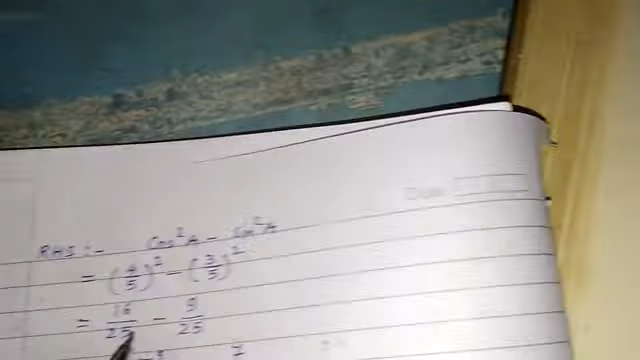 RHS :- Cos²A - Sin²A
= (4/5)² - (3/5)²
= 16/25 - 9/25